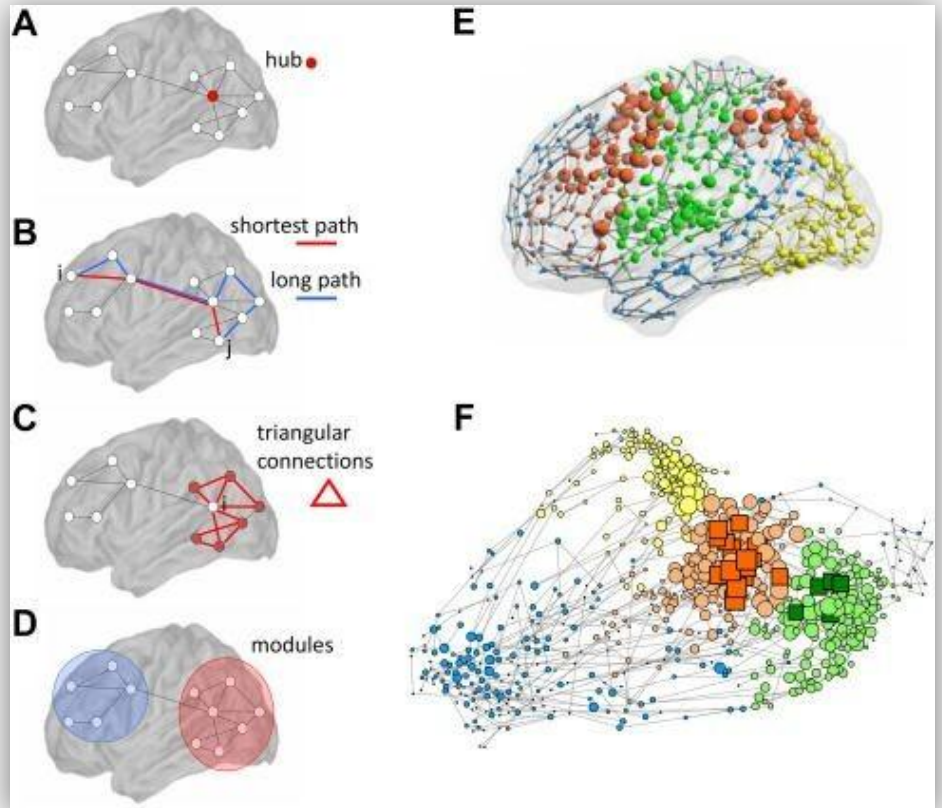 A
hub
B
shortest path
long path
i
j
C
triangular
connections
i
D
modules
E
F